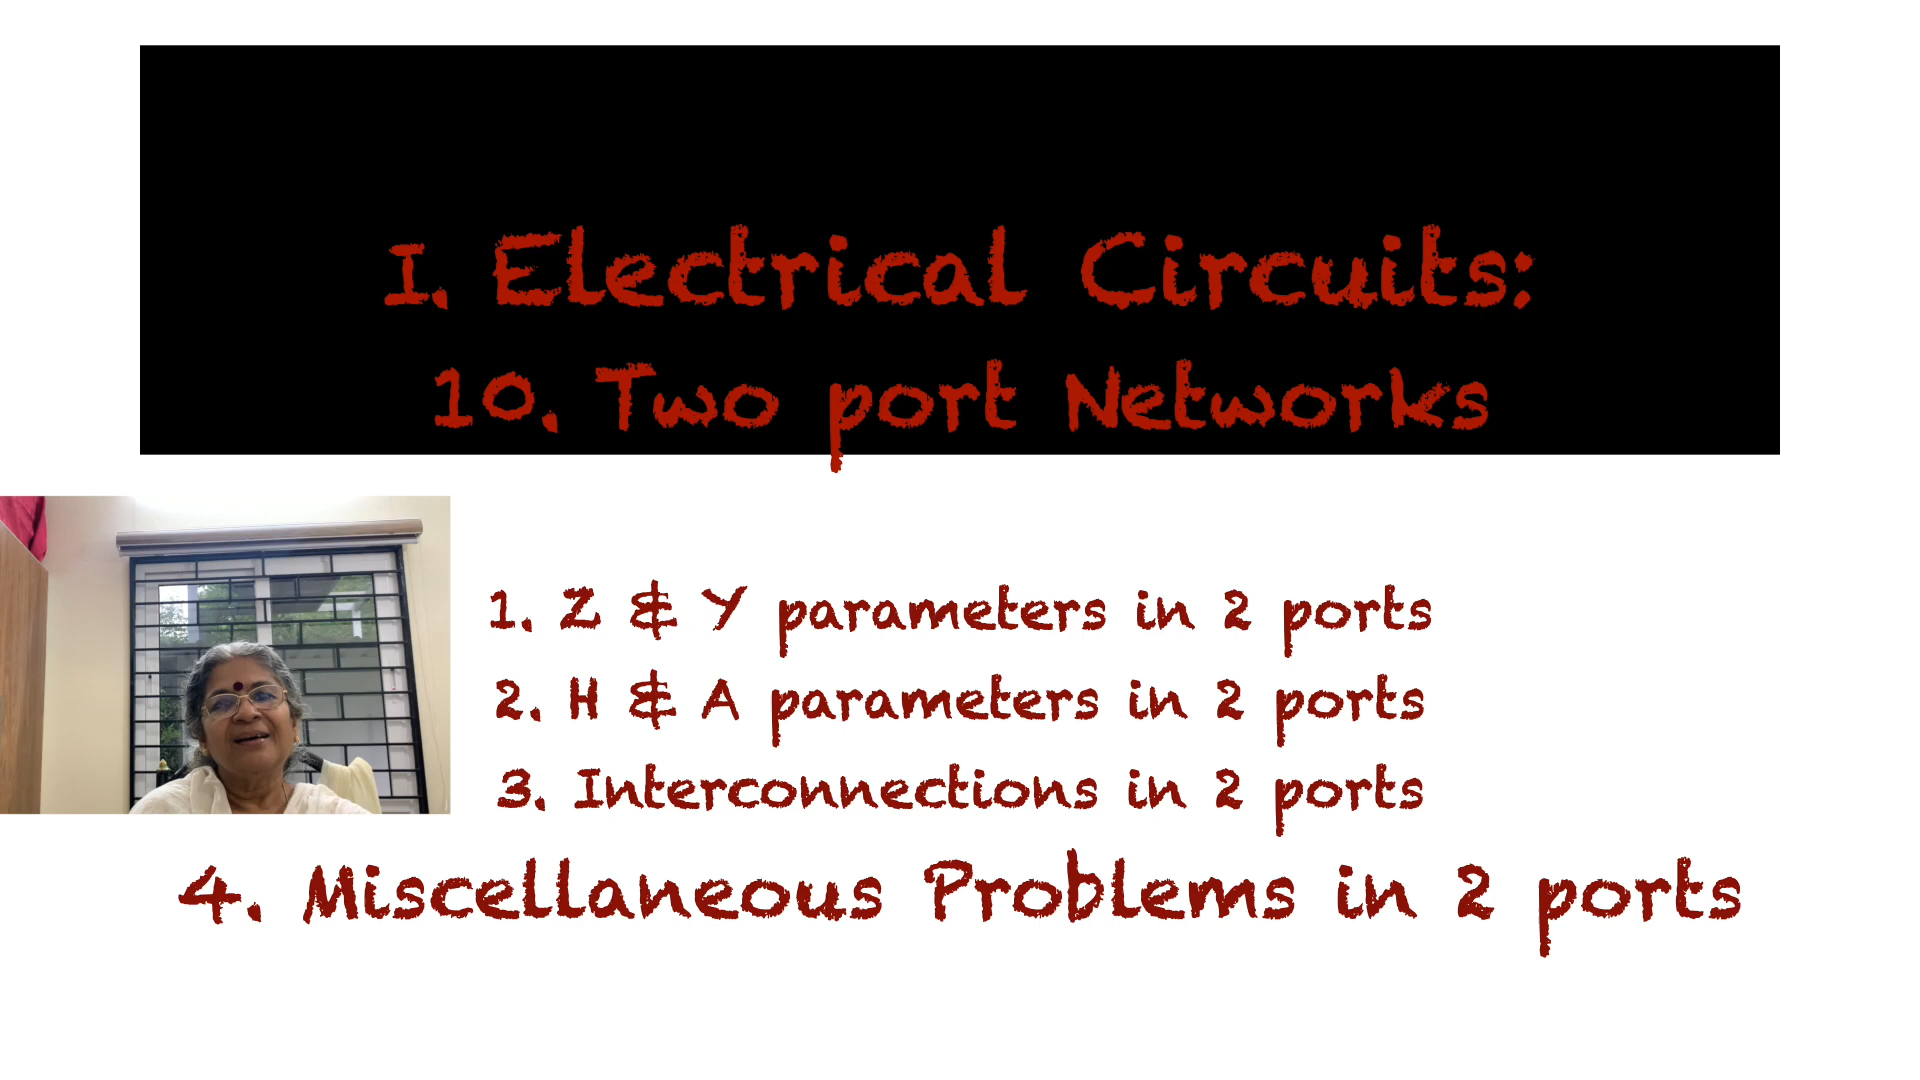 I. Electrical Circuits:
10. Two port Networks
1. Z & Y parameters in 2 ports
2. H & A parameters in 2 ports
3. Interconnections in 2 ports
4. Miscellaneous Problems in 2 ports